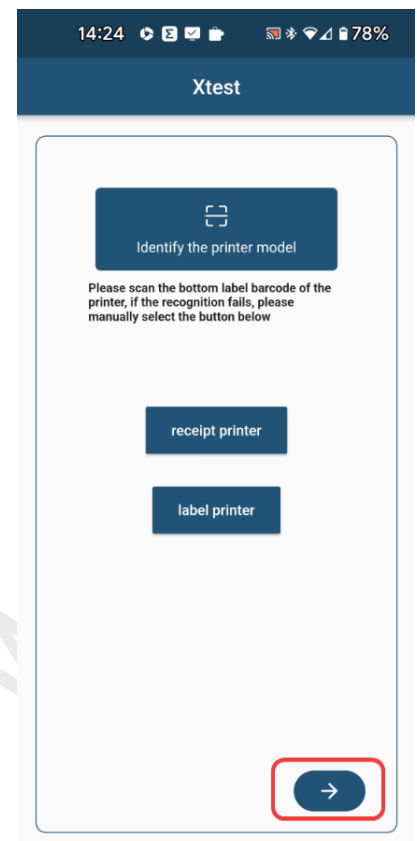 14:24 78%
Xtest
Identify the printer model
Please scan the bottom label barcode of the
printer, if the recognition fails, please
manually select the button below
receipt printer
label printer